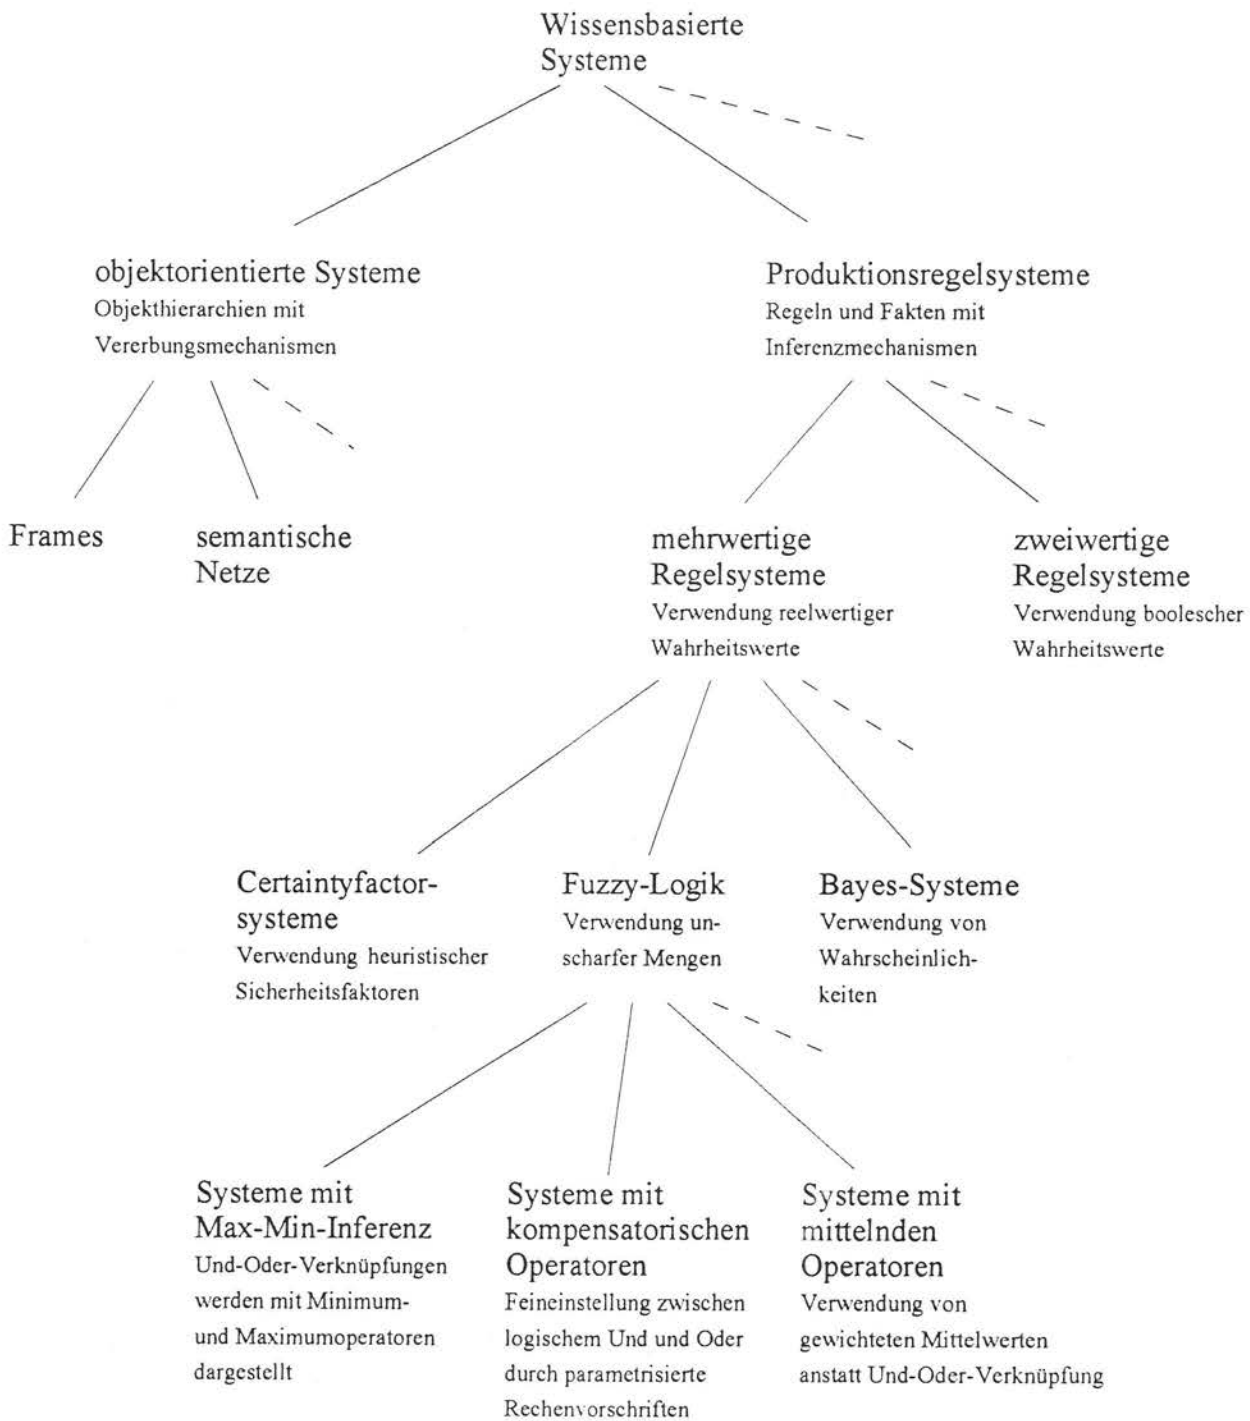 Wissensbasierte
Systeme
objektorientierte Systeme
Objekthierarchien mit
Vererbungsmechanismen
Produktionsregelsysteme
Regeln und Fakten mit
Inferenzmechanismen
Frames
semantische
Netze
mehrwertige
Regelsysteme
Verwendung reelwertiger
Wahrheitswerte
zweiwertige
Regelsysteme
Verwendung boolescher
Wahrheitswerte
Certaintyfactor-
systeme
Verwendung heuristischer
Sicherheitsfaktoren
Fuzzy-Logik
Verwendung un-
scharfer Mengen
Bayes-Systeme
Verwendung von
Wahrscheinlich-
keiten
Systeme mit
Max-Min-Inferenz
Und-Oder-Verknüpfungen
werden mit Minimum-
und Maximumoperatoren
dargestellt
Systeme mit
kompensatorischen
Operatoren
Feineinstellung zwischen
logischem Und und Oder
durch parametrisierte
Rechenvorschriften
Systeme mit
mittelnden
Operatoren
Verwendung von
gewichteten Mittelwerten
anstatt Und-Oder-Verknüpfung